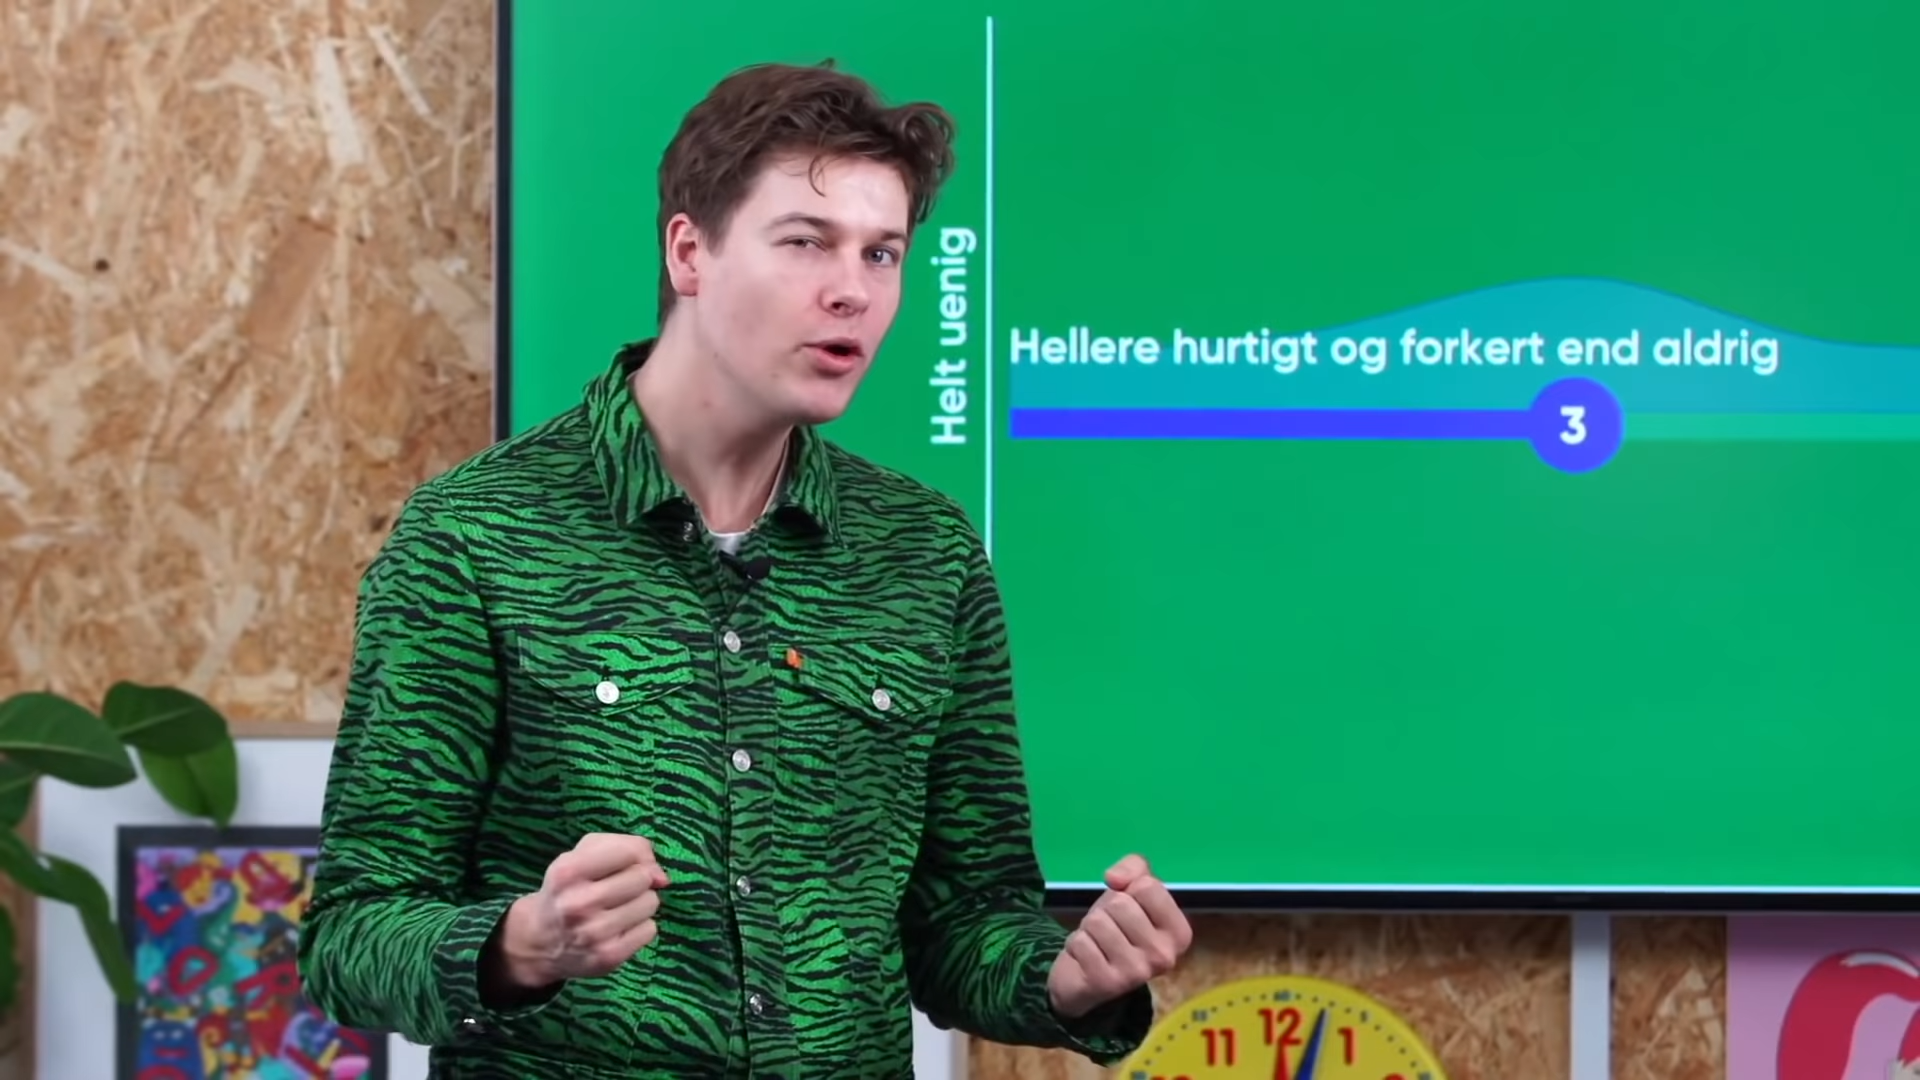 Helt uenig
Hellere hurtigt og forkert end aldrig
3
11
12
1